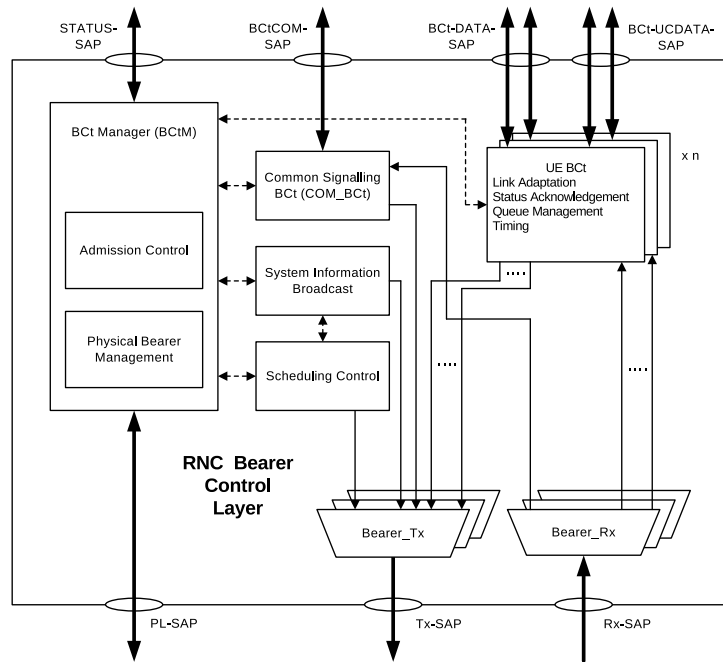 STATUS-
SAP
BCtCOM-
SAP
BCt-DATA-
SAP
BCt-UCDATA-
SAP
BCt Manager (BCtM)
Common Signalling
BCt (COM_BCt)
UE BCt
Link Adaptation
Status Acknowledgement
Queue Management
Timing
x n
Admission Control
System Information
Broadcast
Physical Bearer
Management
Scheduling Control
RNC Bearer
Control
Layer
Bearer_Tx
Bearer_Rx
PL-SAP
Tx-SAP
Rx-SAP